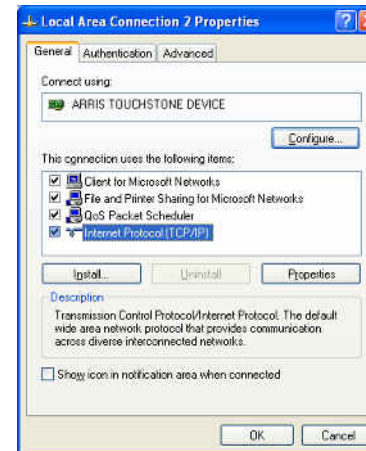 Local Area Connection 2 Properties
General Authentication Advanced
Connect using:
ARRIS TOUCHSTONE DEVICE
Configure...
This connection uses the following items:
Client for Microsoft Networks
File and Printer Sharing for Microsoft Networks
QoS Packet Scheduler
Internet Protocol (TCP/IP)
Install... Uninstall Properties
Description
Transmission Control Protocol/Internet Protocol. The default
wide area network protocol that provides communication
across diverse interconnected networks.
Show icon in notification area when connected
OK Cancel